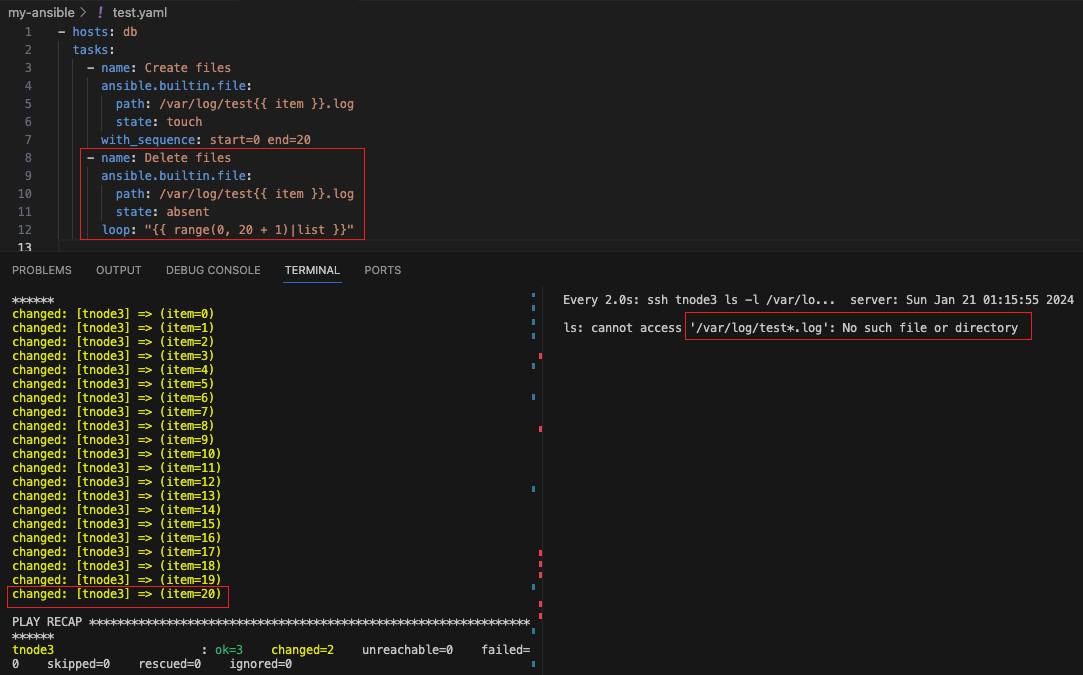 my-ansible > ! test.yaml
1 - hosts: db
2 tasks:
3 - name: Create files
4 ansible.builtin.file:
5 path: /var/log/test{{ item }}.log
6 state: touch
7 with_sequence: start=0 end=20
8 - name: Delete files
9 ansible.builtin.file:
10 path: /var/log/test{{ item }}.log
11 state: absent
12 loop: "{{ range(0, 20 + 1)|list }}"
13
PROBLEMS OUTPUT DEBUG CONSOLE TERMINAL PORTS
******
changed: [tnode3] => (item=0)
changed: [tnode3] => (item=1)
changed: [tnode3] => (item=2)
changed: [tnode3] => (item=3)
changed: [tnode3] => (item=4)
changed: [tnode3] => (item=5)
changed: [tnode3] => (item=6)
changed: [tnode3] => (item=7)
changed: [tnode3] => (item=8)
changed: [tnode3] => (item=9)
changed: [tnode3] => (item=10)
changed: [tnode3] => (item=11)
changed: [tnode3] => (item=12)
changed: [tnode3] => (item=13)
changed: [tnode3] => (item=14)
changed: [tnode3] => (item=15)
changed: [tnode3] => (item=16)
changed: [tnode3] => (item=17)
changed: [tnode3] => (item=18)
changed: [tnode3] => (item=19)
changed: [tnode3] => (item=20)
PLAY RECAP ***************************************************************
******
tnode3 : ok=3 changed=2 unreachable=0 failed=
0 skipped=0 rescued=0 ignored=0
Every 2.0s: ssh tnode3 ls -l /var/lo... server: Sun Jan 21 01:15:55 2024
ls: cannot access '/var/log/test*.log': No such file or directory